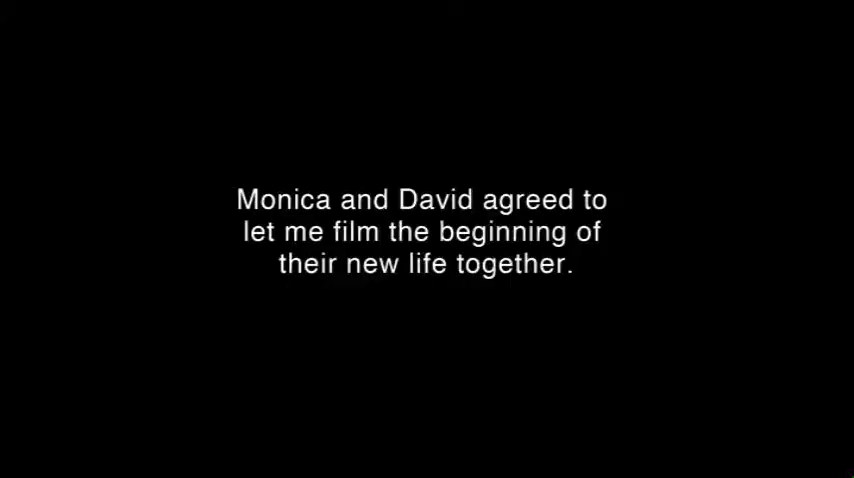 Monica and David agreed to
let me film the beginning of
their new life together.